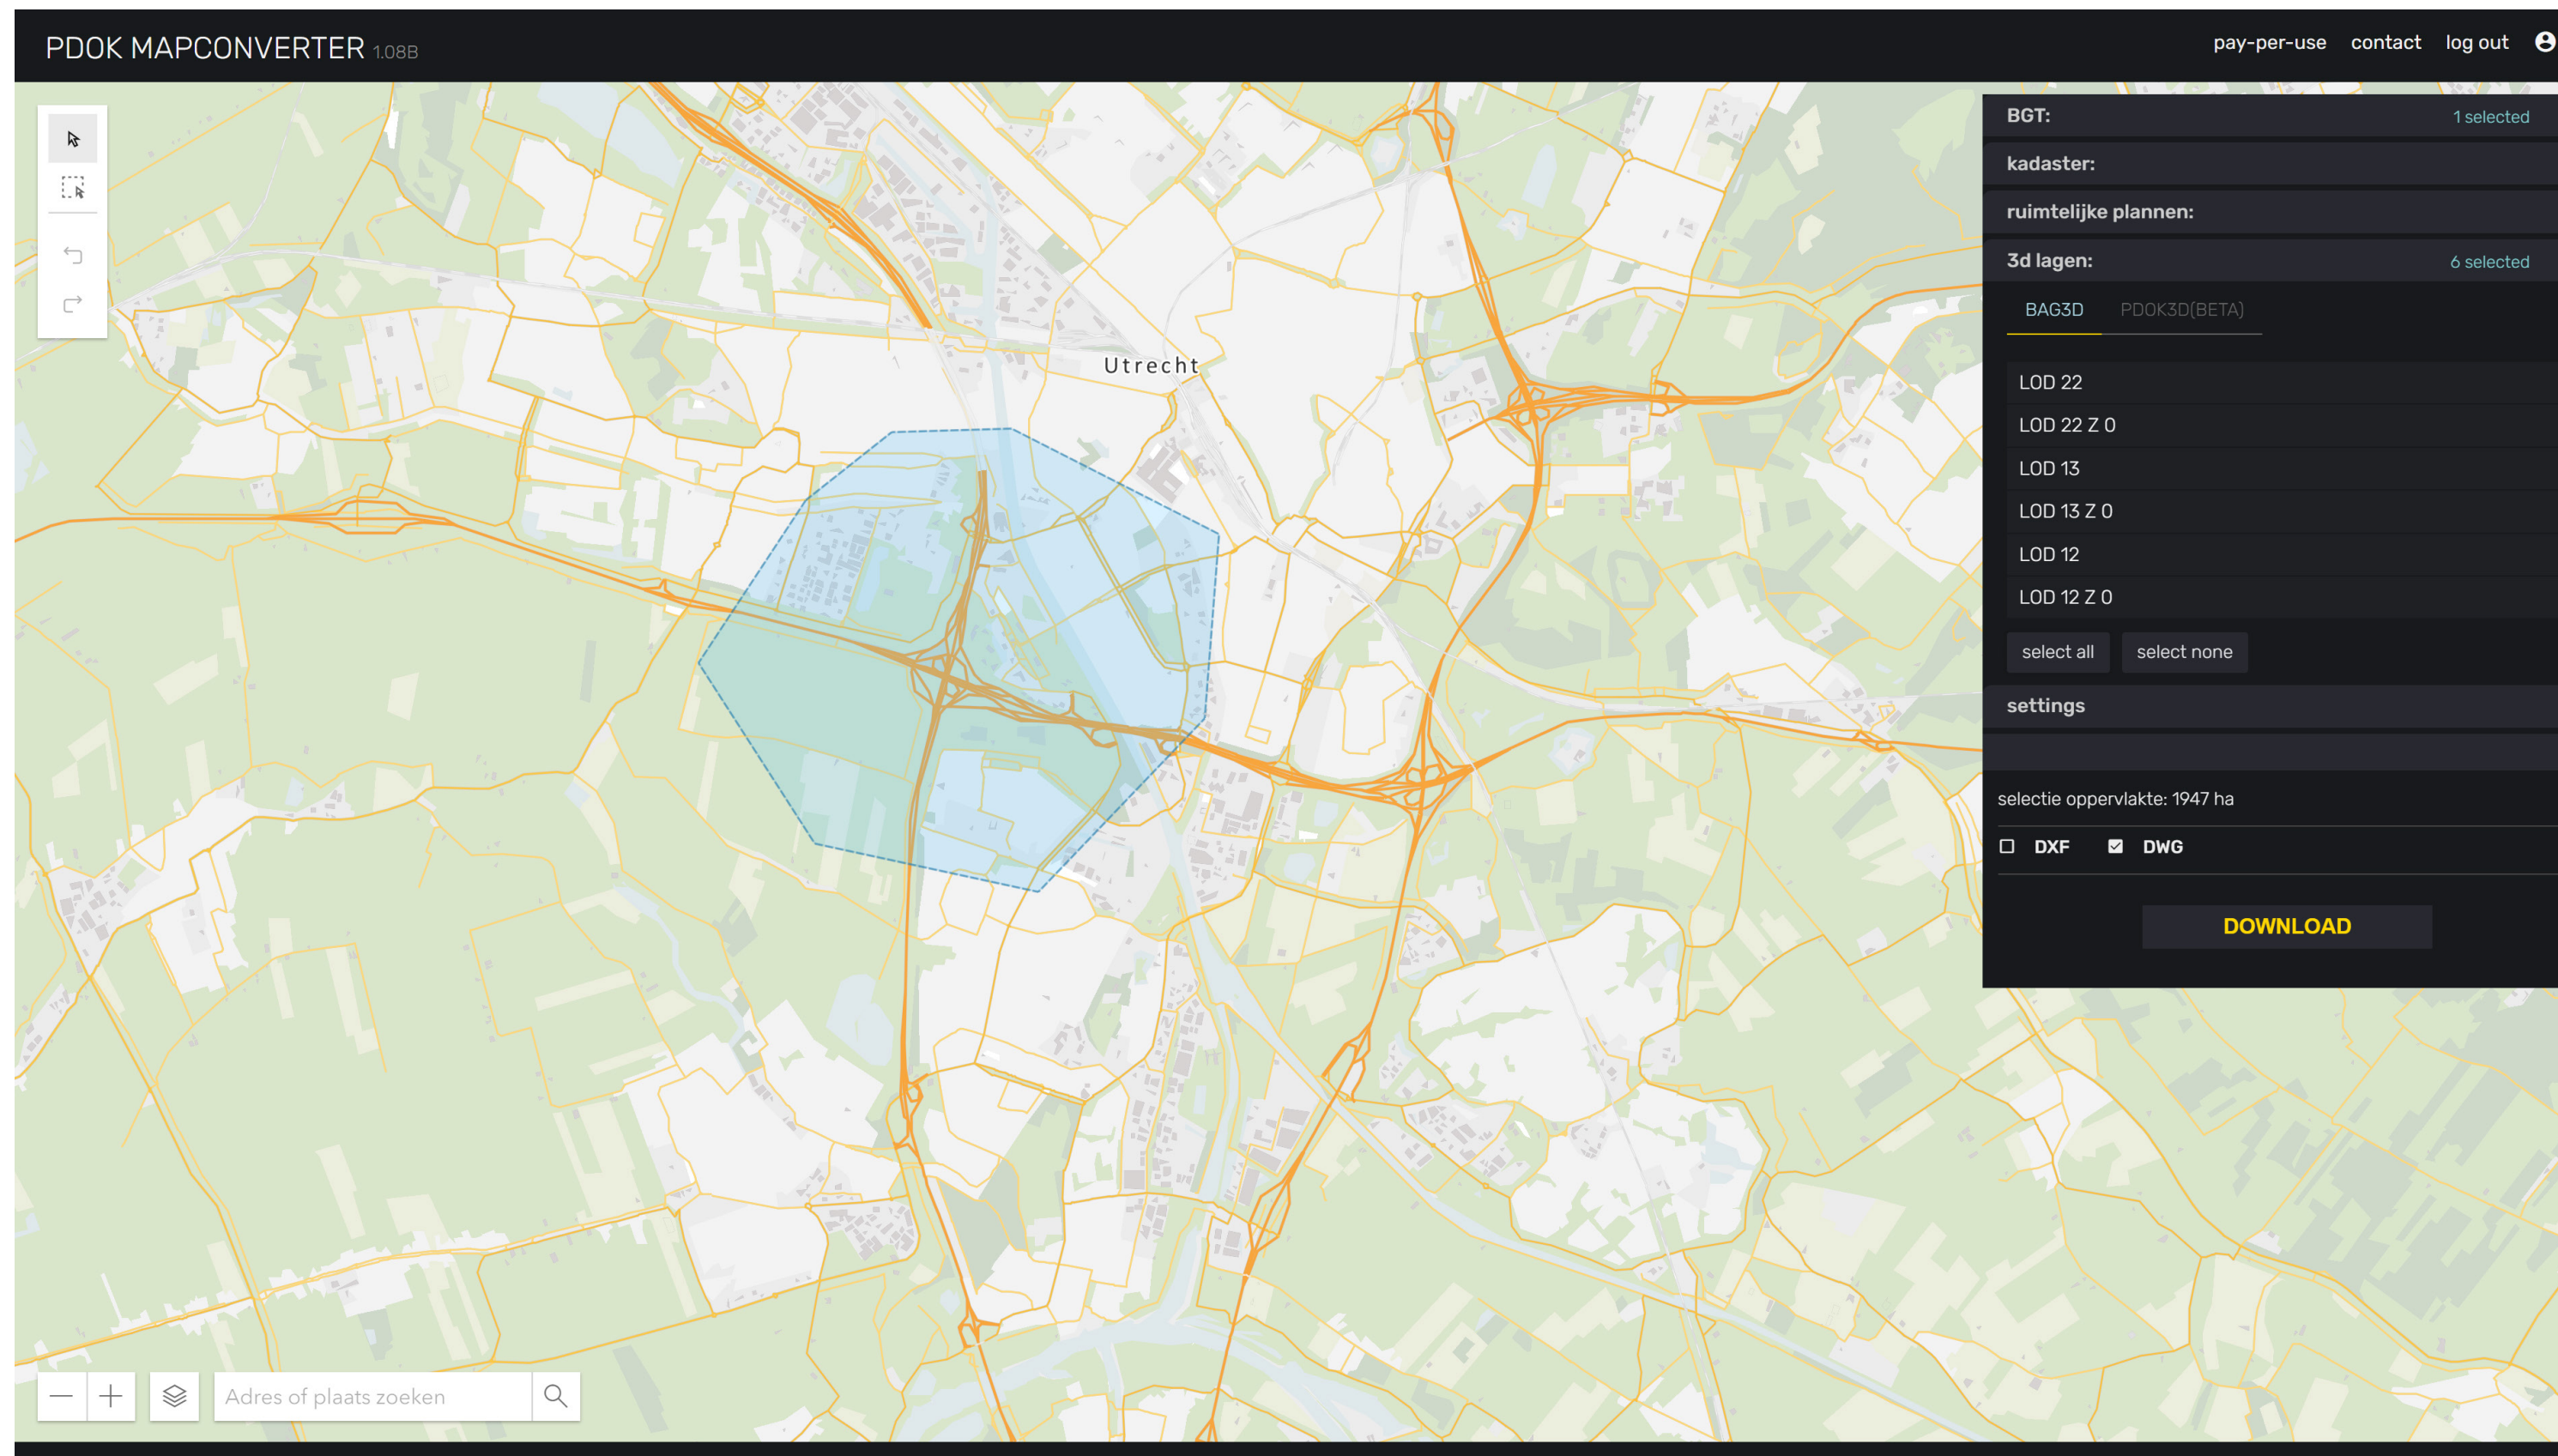 PDOK MAPCONVERTER 1.08B
pay-per-use contact log out
Utrecht
BGT: 1 selected
kadaster:
ruimtelijke plannen:
3d lagen: 6 selected
BAG3D PDOK3D(BETA)
LOD 22
LOD 22 Z 0
LOD 13
LOD 13 Z 0
LOD 12
LOD 12 Z 0
select all select none
settings
selectie oppervlakte: 1947 ha
DXF DWG
DOWNLOAD
Adres of plaats zoeken